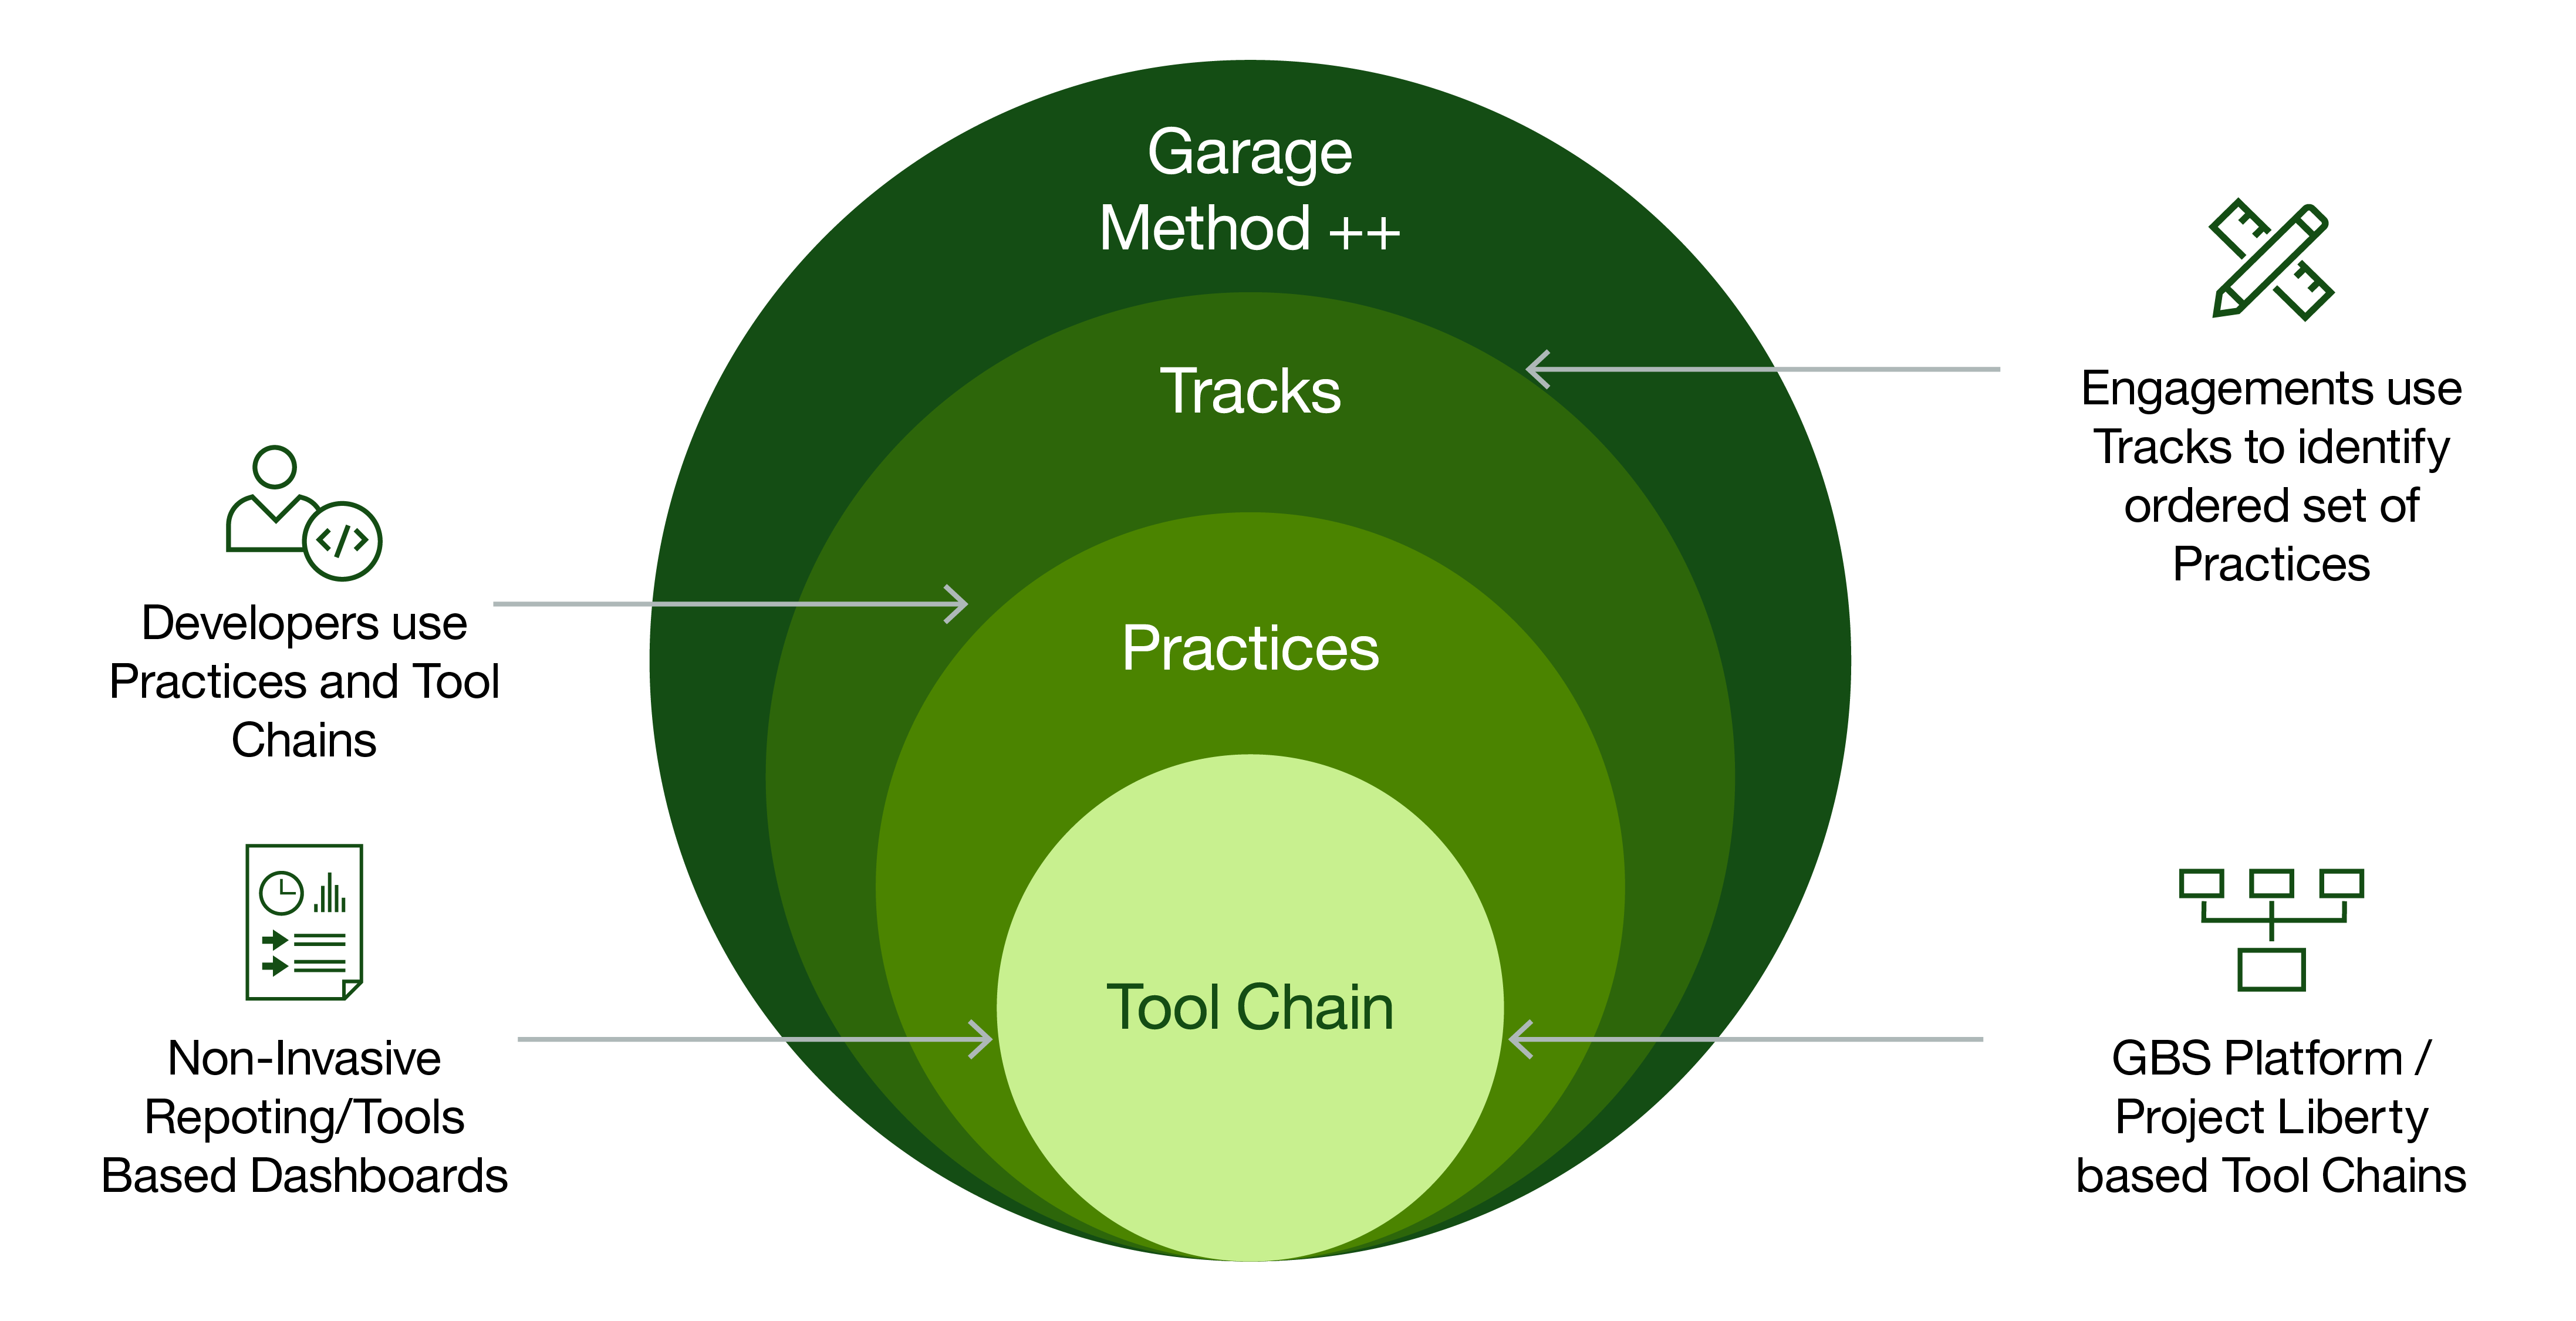 Garage
Method ++
Tracks
Practices
Tool Chain
Developers use
Practices and Tool
Chains
Non-Invasive
Repoting/Tools
Based Dashboards
Engagements use
Tracks to identify
ordered set of
Practices
GBS Platform /
Project Liberty
based Tool Chains